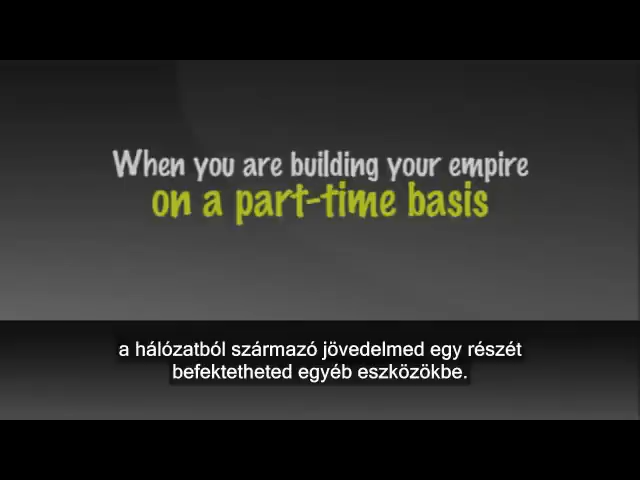 When you are building your empire
on a part-time basis
a hálózatból származó jövedelmed egy részét
befektetheted egyéb eszközökbe.